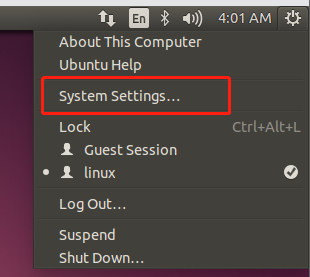 En 4:01 AM
About This Computer
Ubuntu Help
System Settings...
Lock Ctrl+Alt+L
Guest Session
linux
Log Out...
Suspend
Shut Down...